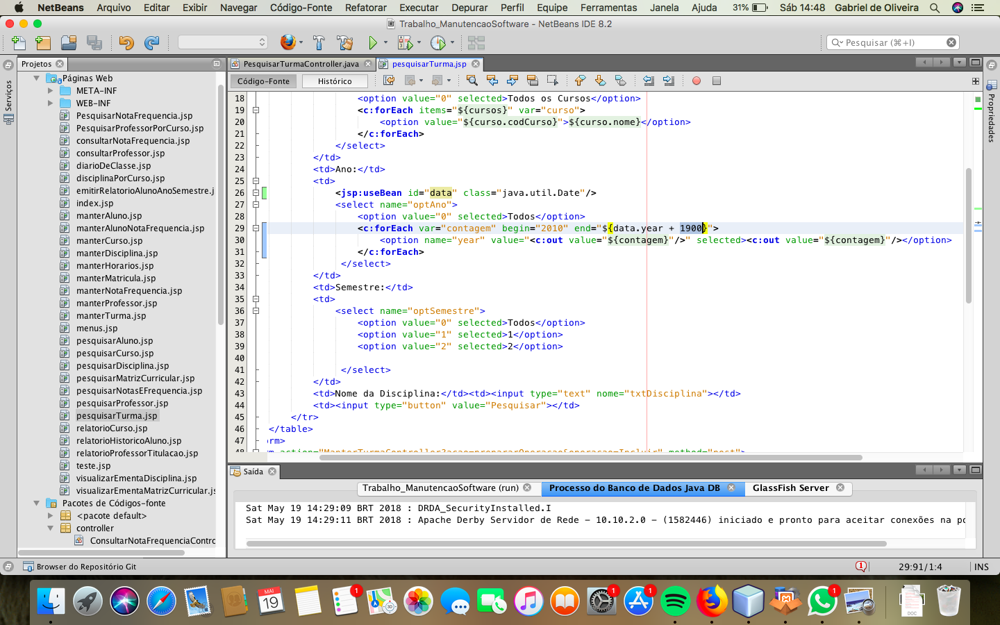 NetBeans Arquivo Editar Exibir Navegar Código-Fonte Refatorar Executar Depurar Perfil Equipe Ferramentas Janela Ajuda 31% Sáb 14:48 Gabriel de Oliveira
Trabalho_ManutencaoSoftware - NetBeans IDE 8.2
Pesquisar (⌘+I)
Projetos
PesquisarTurmaController.java pesquisarTurma.jsp
Código-Fonte Histórico
Serviços
Propriedades
Páginas Web
META-INF
WEB-INF
PesquisarNotaFrequencia.jsp
PesquisarProfessorPorCurso.jsp
consultarNotaFrequencia.jsp
consultarProfessor.jsp
diarioDeClasse.jsp
disciplinaPorCurso.jsp
emitirRelatorioAlunoAnoSemestre.j
index.jsp
manterAluno.jsp
manterAlunoNotaFrequencia.jsp
manterCurso.jsp
manterDisciplina.jsp
manterHorarios.jsp
manterMatricula.jsp
manterNotaFrequencia.jsp
manterProfessor.jsp
manterTurma.jsp
menus.jsp
pesquisarAluno.jsp
pesquisarCurso.jsp
pesquisarDisciplina.jsp
pesquisarMatrizCurricular.jsp
pesquisarNotasEFrequencia.jsp
pesquisarProfessor.jsp
pesquisarTurma.jsp
relatorioCurso.jsp
relatorioHistoricoAluno.jsp
relatorioProfessorTitulacao.jsp
teste.jsp
visualizarEmentaDisciplina.jsp
visualizarEmentaMatrizCurricular.js
Pacotes de Códigos-fonte
<pacote default>
controller
ConsultarNotaFrequenciaContro
18 <option value="0" selected>Todos os Cursos</option>
19 <c:forEach items="${cursos}" var="curso">
20 <option value="${curso.codCurso}">${curso.nome}</option>
21 </c:forEach>
22 </select>
23 </td>
24 <td>Ano:</td>
25 <td>
26 <jsp:useBean id="data" class="java.util.Date"/>
27 <select name="optAno">
28 <option value="0" selected>Todos</option>
29 <c:forEach var="contagem" begin="2010" end="${data.year + 1900}">
30 <option name="year" value="<c:out value="${contagem}"/>" selected><c:out value="${contagem}"/></option>
31 </c:forEach>
32 </select>
33 </td>
34 <td>Semestre:</td>
35 <td>
36 <select name="optSemestre">
37 <option value="0" selected>Todos</option>
38 <option value="1" selected>1</option>
39 <option value="2" selected>2</option>
40
41 </select>
42 </td>
43 <td>Nome da Disciplina:</td><td><input type="text" nome="txtDisciplina"></td>
44 <td><input type="button" value="Pesquisar"></td>
45 </tr>
46 </table>
47 rm>
48 m action="ManterTurmaController?acao=prepararOperacao&operacao=Incluir" method="post">
Saída
Trabalho_ManutencaoSoftware (run) Processo do Banco de Dados Java DB GlassFish Server
Sat May 19 14:29:09 BRT 2018 : DRDA_SecurityInstalled.I
Sat May 19 14:29:11 BRT 2018 : Apache Derby Servidor de Rede - 10.10.2.0 - (1582446) iniciado e pronto para aceitar conexões na po
Browser do Repositório Git
1
29:91/1:4 INS
MAI
19
1
1
1
1
3D
DOC